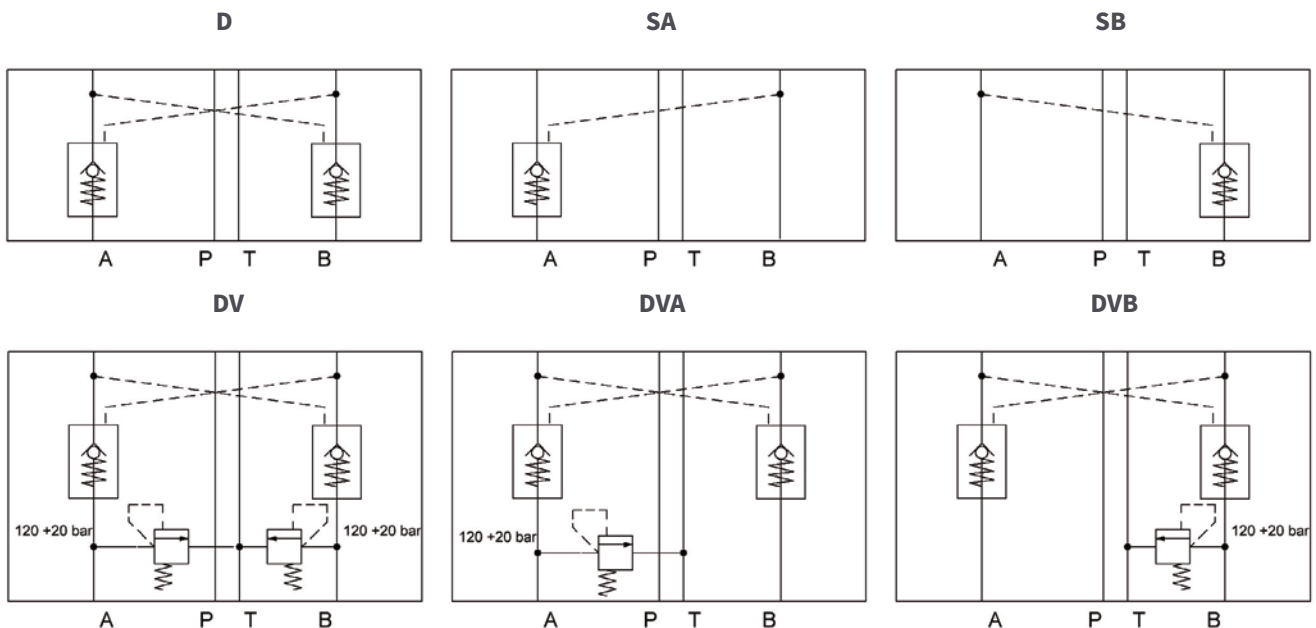 D SA SB
A P T B A P T B A P T B
DV DVA DVB
120 +20 bar 120 +20 bar 120 +20 bar 120 +20 bar
A P T B A P T B A P T B